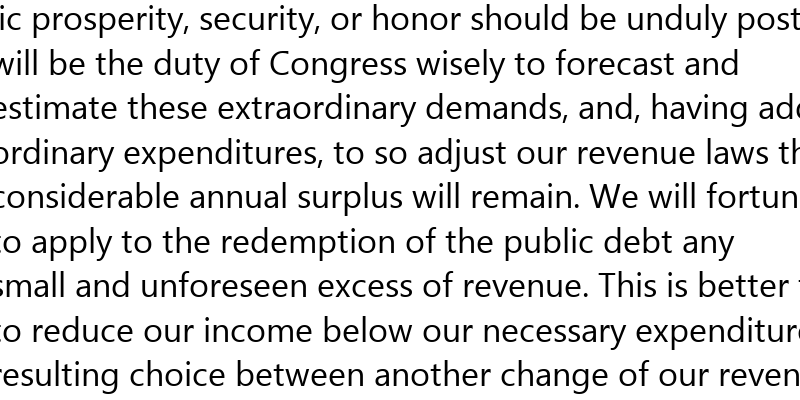 ic prosperity, security, or honor should be unduly post
will be the duty of Congress wisely to forecast and
estimate these extraordinary demands, and, having add
ordinary expenditures, to so adjust our revenue laws th
considerable annual surplus will remain. We will fortun
to apply to the redemption of the public debt any
small and unforeseen excess of revenue. This is better t
to reduce our income below our necessary expenditure
resulting choice between another change of our reven